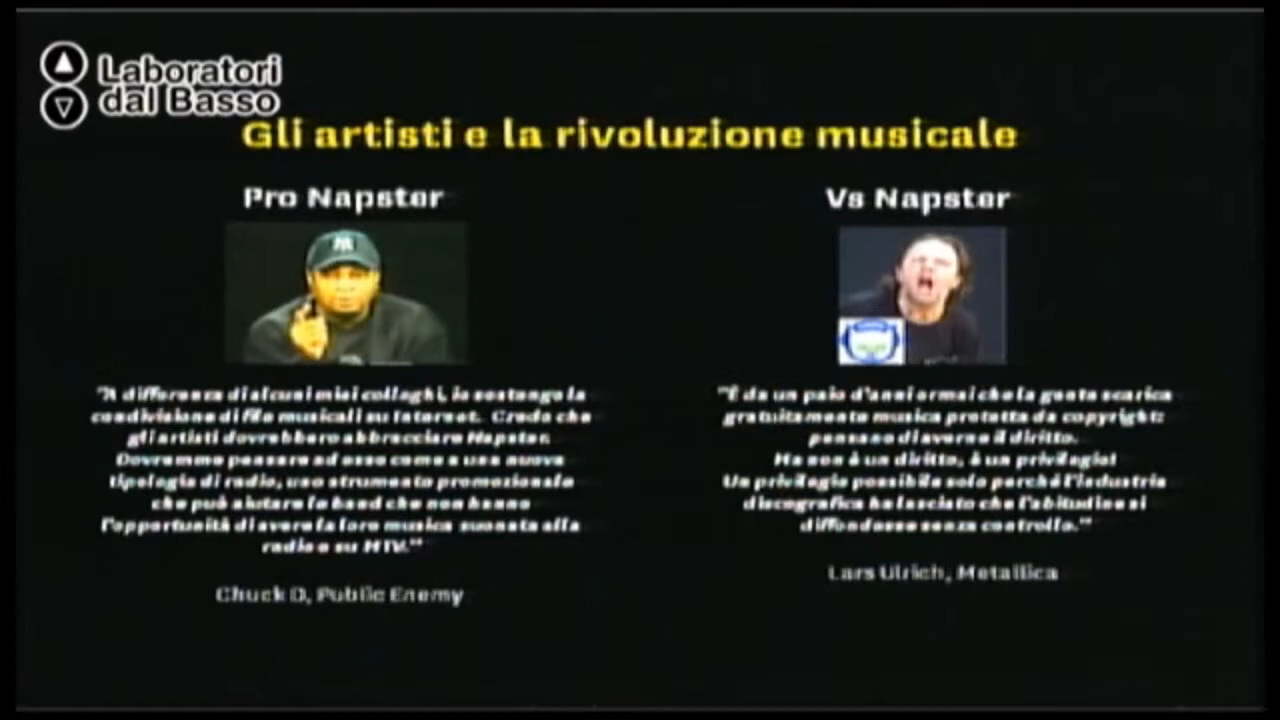 Laboratori
dal Basso
Gli artisti e la rivoluzione musicale
Pro Napster
"A differenza di alcuni miei colleghi, io sostengo la
condivisione di file musicali su Internet. Credo che
gli artisti dovrebbero abbracciare Napster.
Dovremmo pensare ad esso come a una nuova
tipologia di radio, uno strumento promozionale
che può aiutare le band che non hanno
l'opportunità di avere la loro musica suonata alla
radio o su MTV."
Chuck D, Public Enemy
Vs Napster
"È da un paio d'anni ormai che la gente scarica
gratuitamente musica protetta da copyright:
pensano di averne il diritto.
Ma non è un diritto, è un privilegio!
Un privilegio possibile solo perché l'industria
discografica ha lasciato che l'abitudine si
diffondesse senza controllo."
Lars Ulrich, Metallica